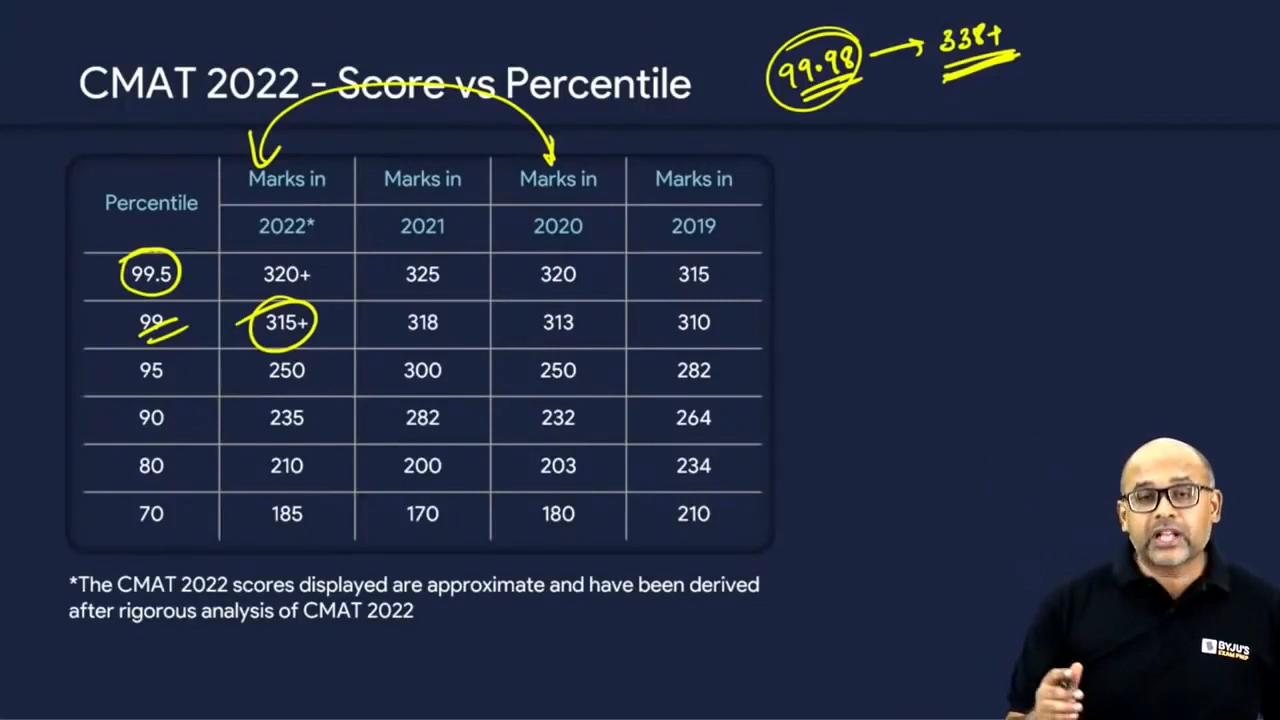 99.98 → 338+
CMAT 2022 - Score vs Percentile
Percentile | Marks in | Marks in | Marks in | Marks in
2022* | 2021 | 2020 | 2019
99.5 | 320+ | 325 | 320 | 315
99 | 315+ | 318 | 313 | 310
95 | 250 | 300 | 250 | 282
90 | 235 | 282 | 232 | 264
80 | 210 | 200 | 203 | 234
70 | 185 | 170 | 180 | 210
*The CMAT 2022 scores displayed are approximate and have been derived
after rigorous analysis of CMAT 2022
BYJU'S
EXAM PREP